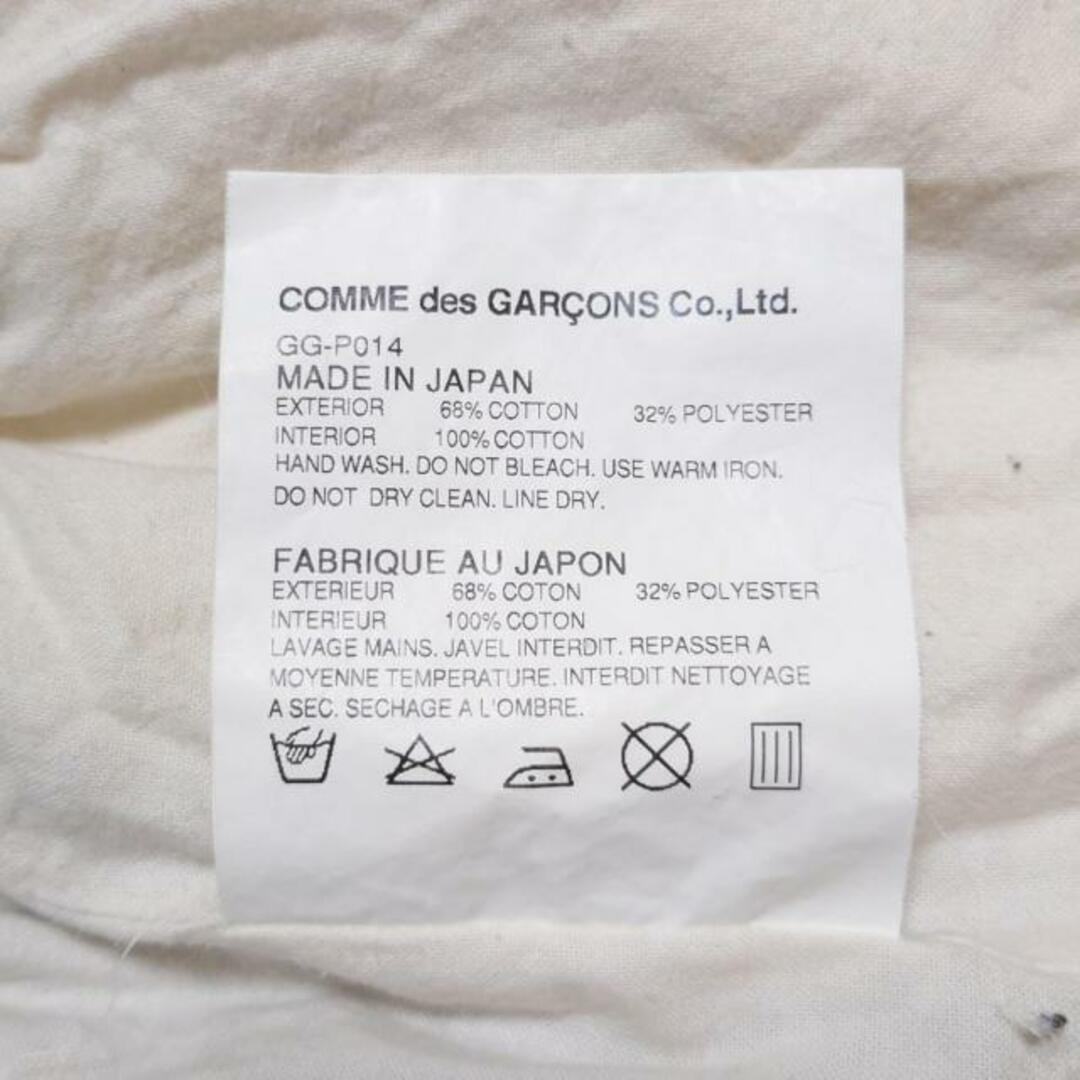 COMME des GARÇONS Co.,Ltd.
GG-P014
MADE IN JAPAN
EXTERIOR 68% COTTON 32% POLYESTER
INTERIOR 100% COTTON
HAND WASH. DO NOT BLEACH. USE WARM IRON.
DO NOT DRY CLEAN. LINE DRY.
FABRIQUE AU JAPON
EXTERIEUR 68% COTON 32% POLYESTER
INTERIEUR 100% COTON
LAVAGE MAINS. JAVEL INTERDIT. REPASSER A
MOYENNE TEMPERATURE. INTERDIT NETTOYAGE
A SEC. SECHAGE A L'OMBRE.